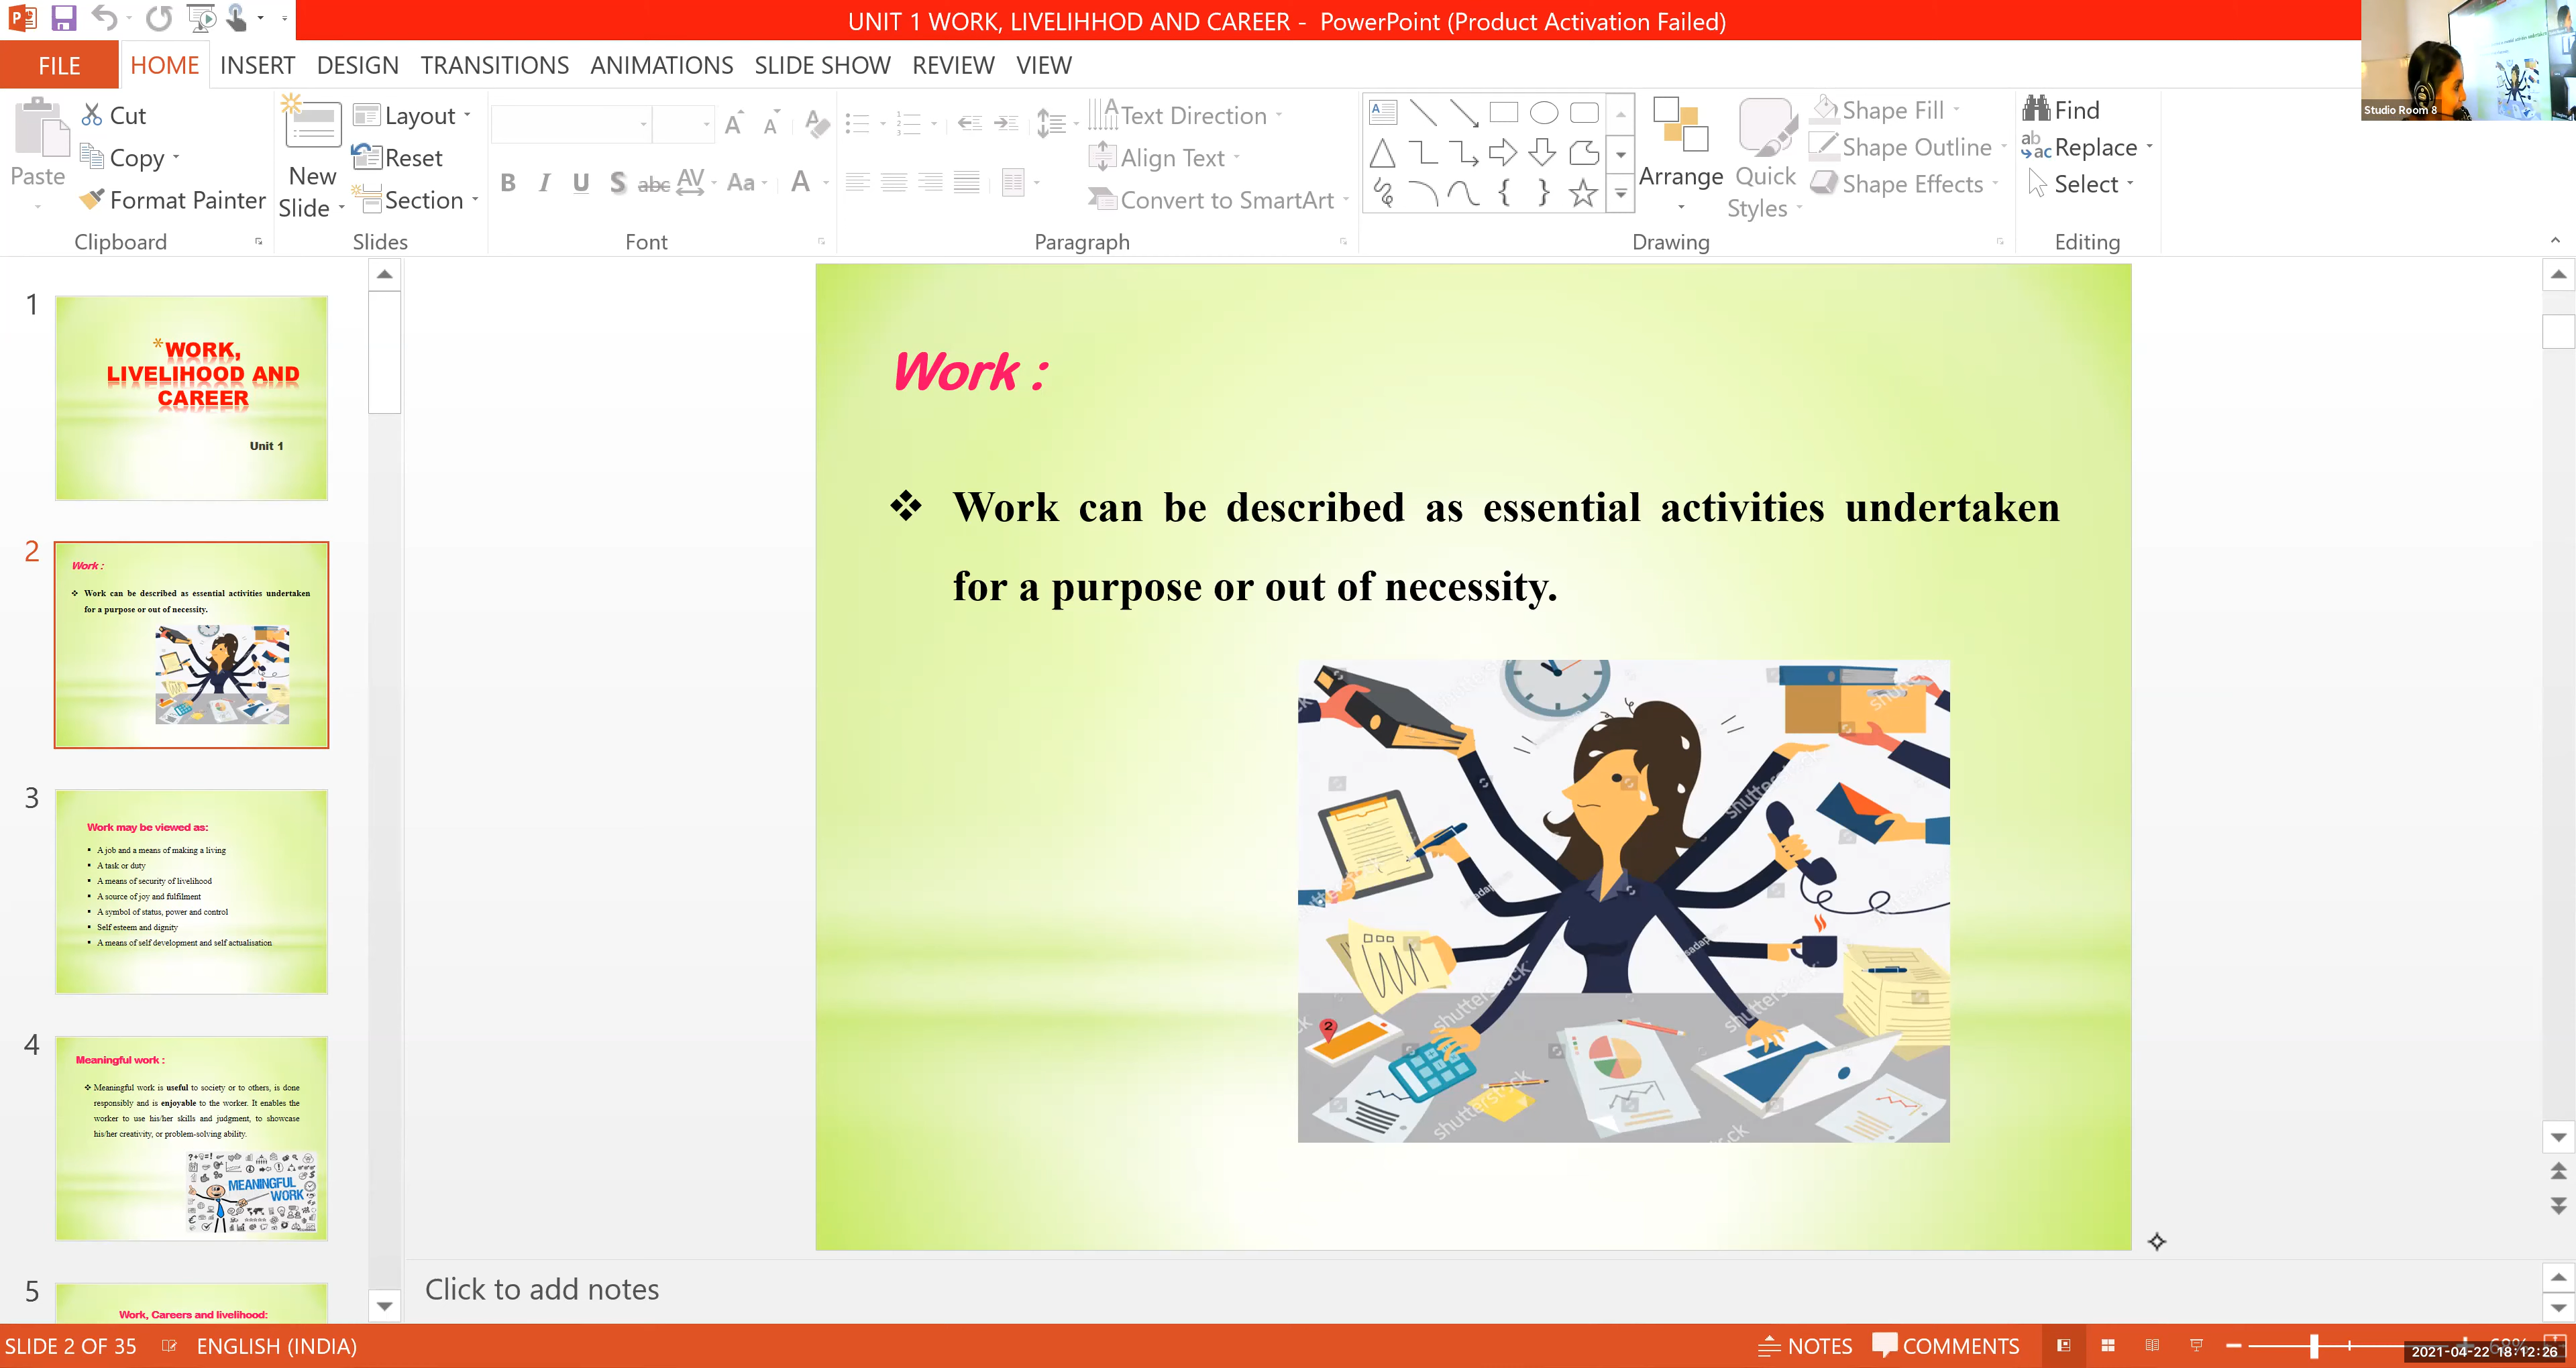 UNIT 1 WORK, LIVELIHHOD AND CAREER - PowerPoint (Product Activation Failed)
FILE HOME INSERT DESIGN TRANSITIONS ANIMATIONS SLIDE SHOW REVIEW VIEW
Studio Room 8
Paste
Cut
Copy
Format Painter
Clipboard
New
Slide
Layout
Reset
Section
Slides
B I U S abc AV Aa A
Font
Text Direction
Align Text
Convert to SmartArt
Paragraph
Arrange
Quick
Styles
Shape Fill
Shape Outline
Shape Effects
Drawing
Find
Replace
Select
Editing
1
*WORK,
LIVELIHOOD AND
CAREER
Unit 1
2
Work :
❖ Work can be described as essential activities undertaken
for a purpose or out of necessity.
3
Work may be viewed as:
• A job and a means of making a living
• A task or duty
• A means of security of livelihood
• A source of joy and fulfilment
• A symbol of status, power and control
• Self esteem and dignity
• A means of self development and self actualisation
4
Meaningful work :
❖ Meaningful work is useful to society or to others, is done
responsibly and is enjoyable to the worker. It enables the
worker to use his/her skills and judgment, to showcase
his/her creativity, or problem-solving ability.
MEANINGFUL
WORK
5
Work, Careers and livelihood:
Work :
❖ Work can be described as essential activities undertaken
for a purpose or out of necessity.
shutterstock
shutterstock
shutterstock
2
Click to add notes
SLIDE 2 OF 35
ENGLISH (INDIA)
NOTES
COMMENTS
2021-04-22 18:12:26